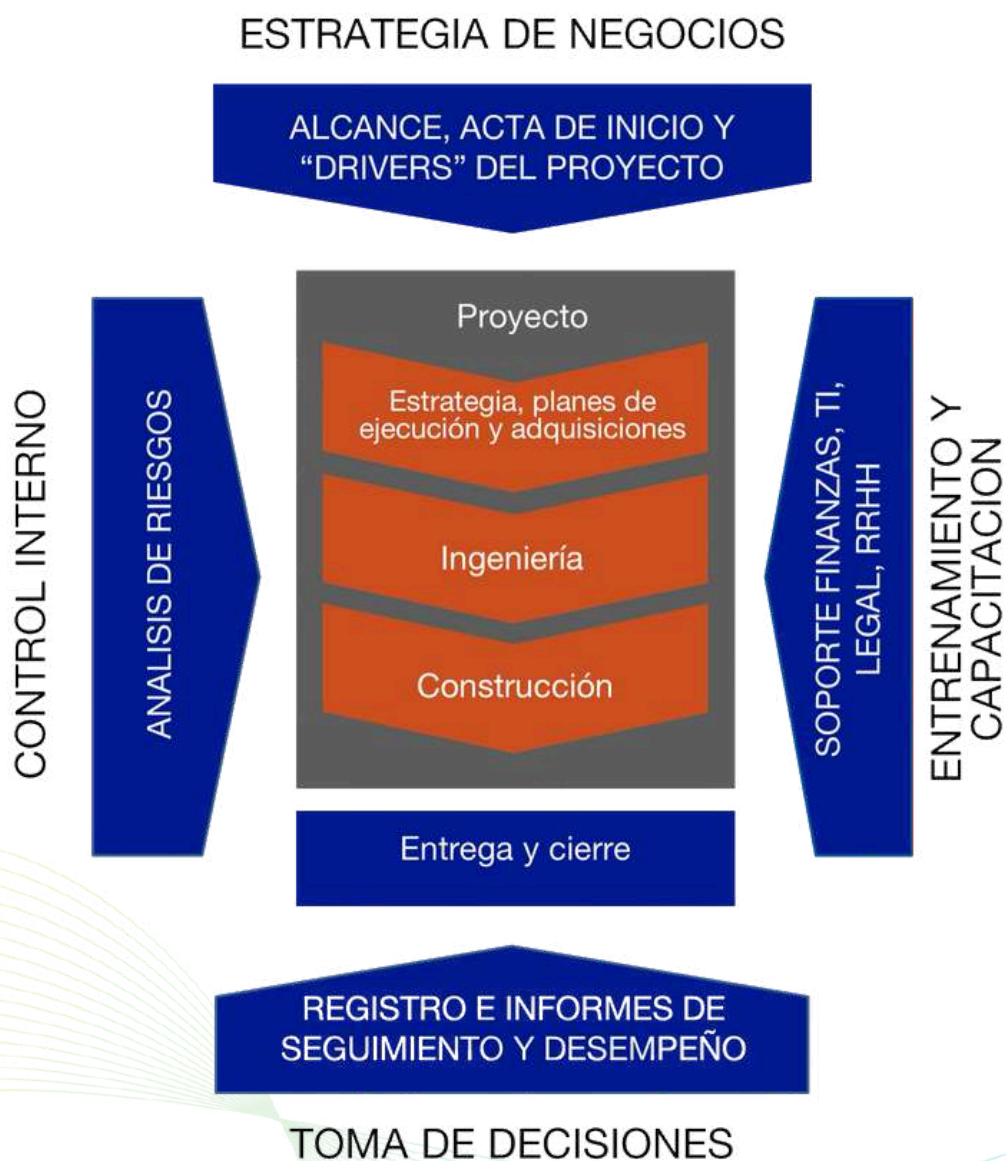 ESTRATEGIA DE NEGOCIOS
ALCANCE, ACTA DE INICIO Y
“DRIVERS” DEL PROYECTO
CONTROL INTERNO
ANALISIS DE RIESGOS
Proyecto
Estrategia, planes de
ejecución y adquisiciones
Ingeniería
Construcción
Entrega y cierre
SOPORTE FINANZAS, TI,
LEGAL, RRHH
ENTRENAMIENTO Y
CAPACITACION
REGISTRO E INFORMES DE
SEGUIMIENTO Y DESEMPEÑO
TOMA DE DECISIONES